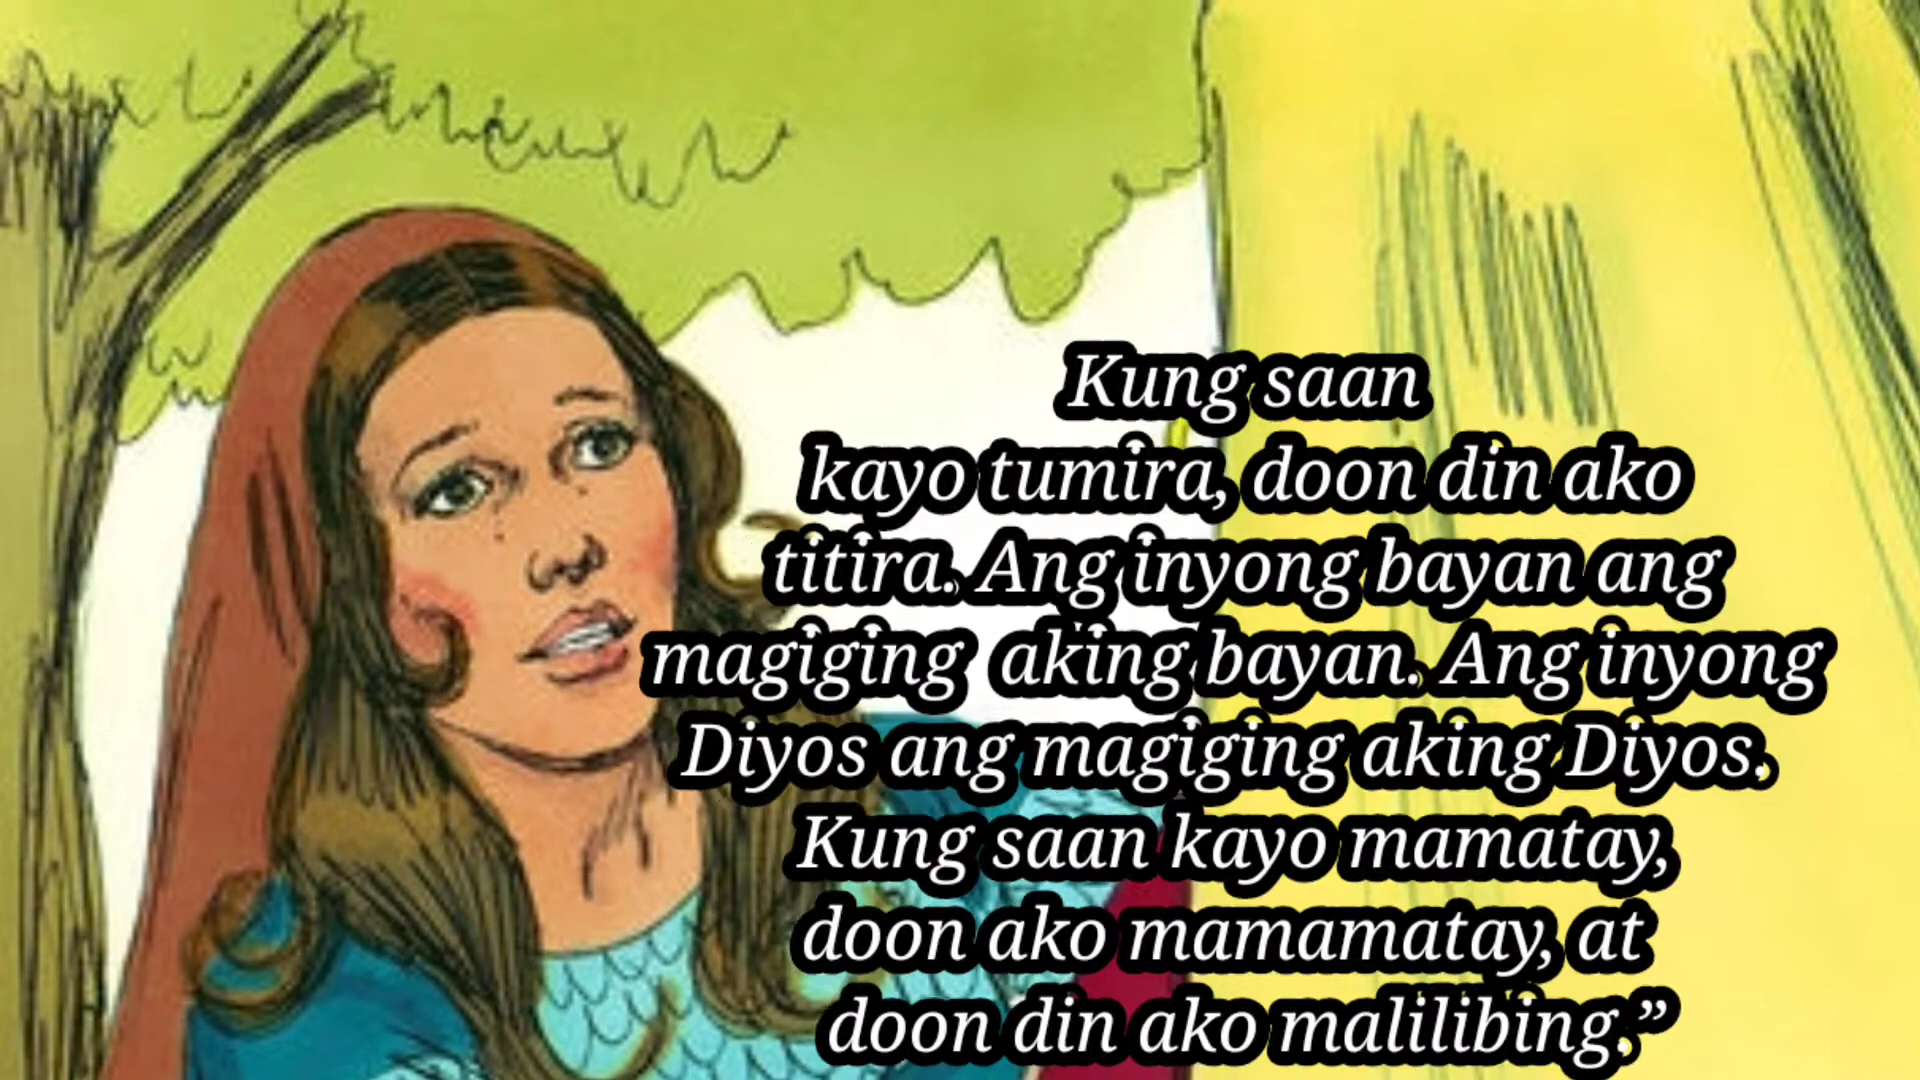 Kung saan
kayo tumira, doon din ako
titira. Ang inyong bayan ang
magiging aking bayan. Ang inyong
Diyos ang magiging aking Diyos.
Kung saan kayo mamatay,
doon ako mamamatay, at
doon din ako malilibing.”